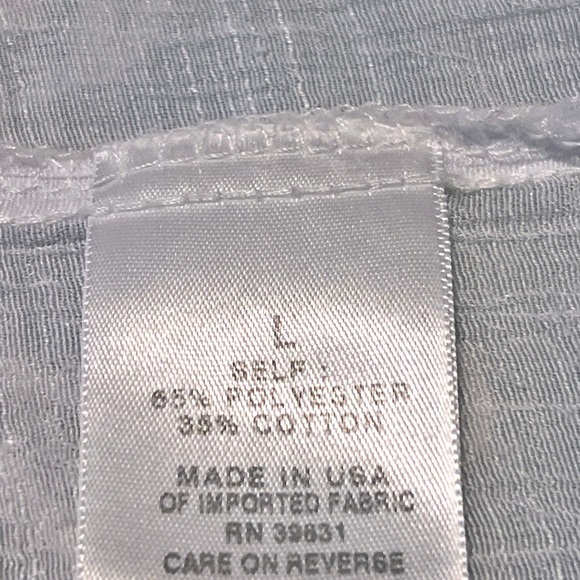 L
SELF :
65% POLYESTER
35% COTTON
MADE IN USA
OF IMPORTED FABRIC
RN 39631
CARE ON REVERSE